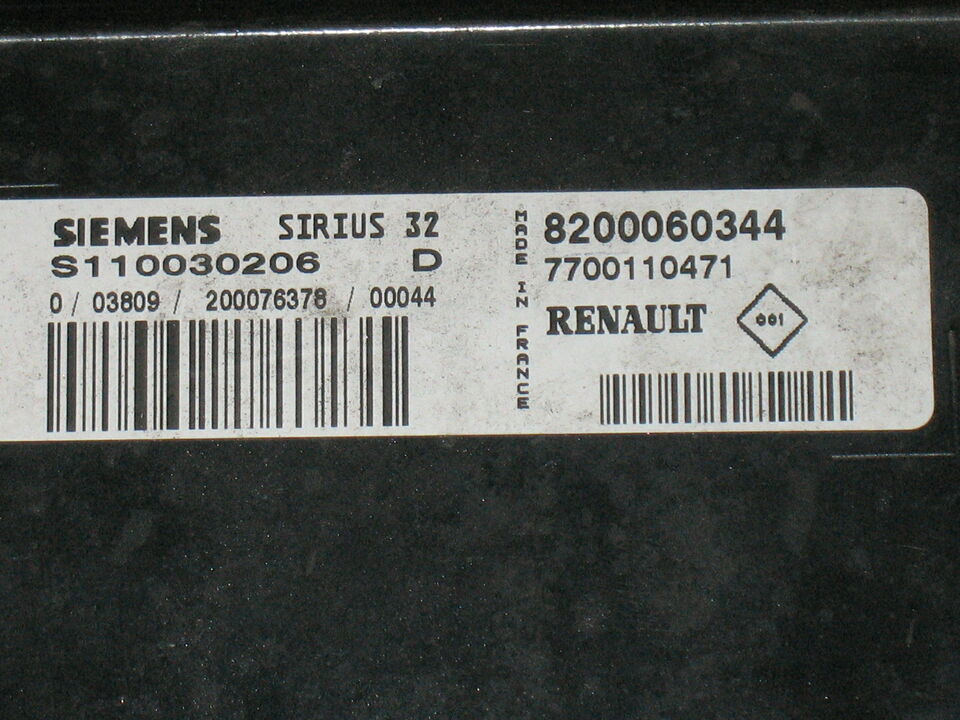 SIEMENS SIRIUS 32
S110030206 D
0 / 03809 / 200076378 / 00044
MADE IN FRANCE
8200060344
7700110471
RENAULT 001